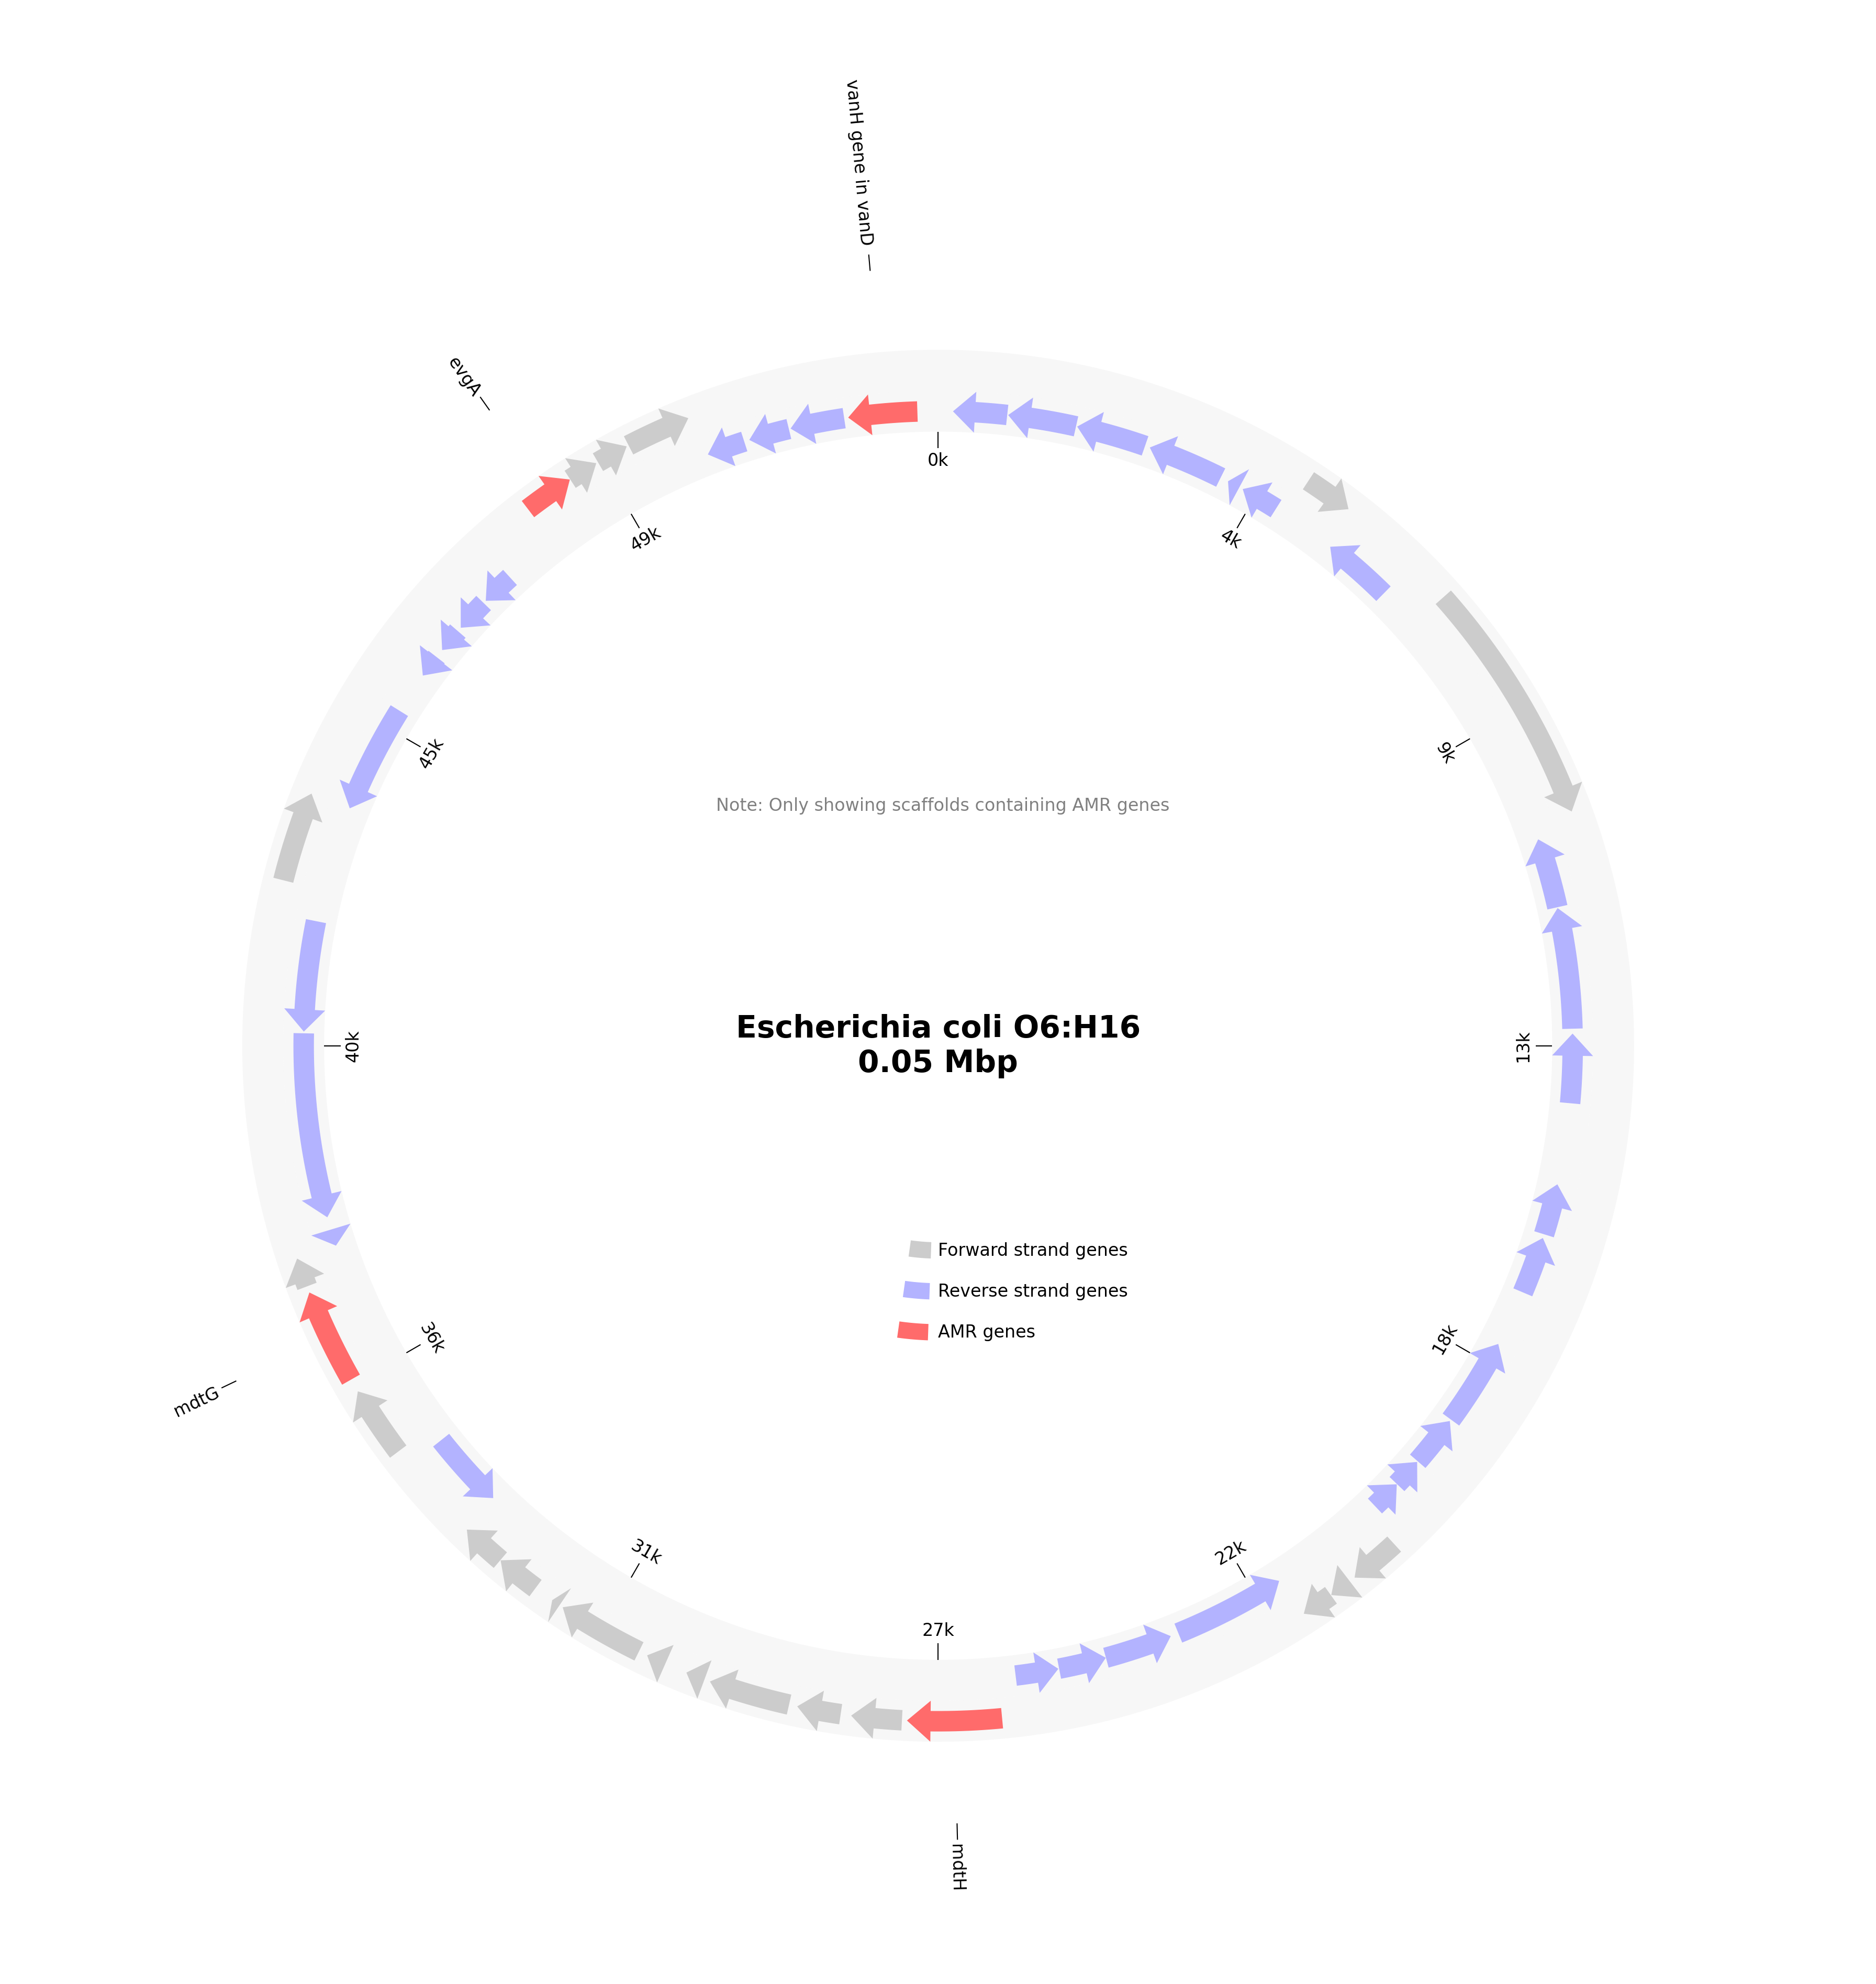 vanH gene in vanD
evgA
0k
49k
4k
45k
9k
Note: Only showing scaffolds containing AMR genes
Escherichia coli O6:H16
0.05 Mbp
40k
13k
Forward strand genes
Reverse strand genes
AMR genes
36k
18k
mdtG
31k
22k
27k
mdtH